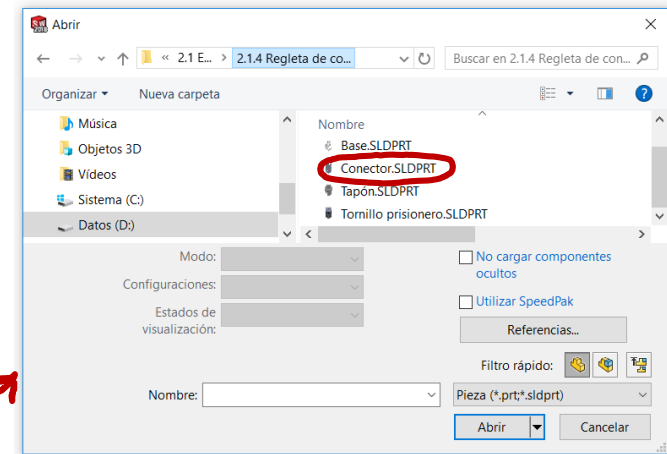 Abrir
« 2.1 E... > 2.1.4 Regleta de co... Buscar en 2.1.4 Regleta de con...
Organizar Nueva carpeta
Música
Objetos 3D
Vídeos
Sistema (C:)
Datos (D:)
Nombre
Base.SLDPRT
Conector.SLDPRT
Tapón.SLDPRT
Tornillo prisionero.SLDPRT
Modo:
Configuraciones:
Estados de
visualización:
No cargar componentes
ocultos
Utilizar SpeedPak
Referencias...
Filtro rápido:
Nombre: Pieza (*.prt;*.sldprt)
Abrir Cancelar